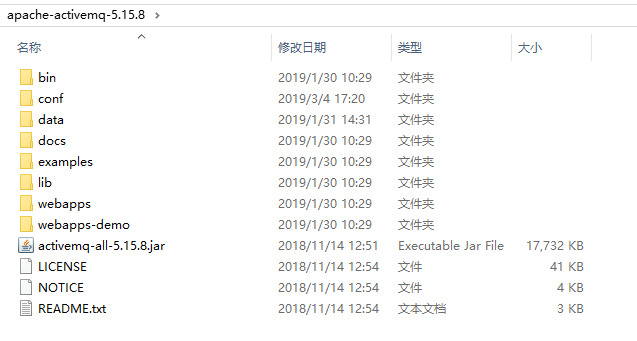 apache-activemq-5.15.8
名称 修改日期 类型 大小
bin 2019/1/30 10:29 文件夹
conf 2019/3/4 17:20 文件夹
data 2019/1/31 14:31 文件夹
docs 2019/1/30 10:29 文件夹
examples 2019/1/30 10:29 文件夹
lib 2019/1/30 10:29 文件夹
webapps 2019/1/30 10:29 文件夹
webapps-demo 2019/1/30 10:29 文件夹
activemq-all-5.15.8.jar 2018/11/14 12:51 Executable Jar File 17,732 KB
LICENSE 2018/11/14 12:54 文件 41 KB
NOTICE 2018/11/14 12:54 文件 4 KB
README.txt 2018/11/14 12:54 文本文档 3 KB